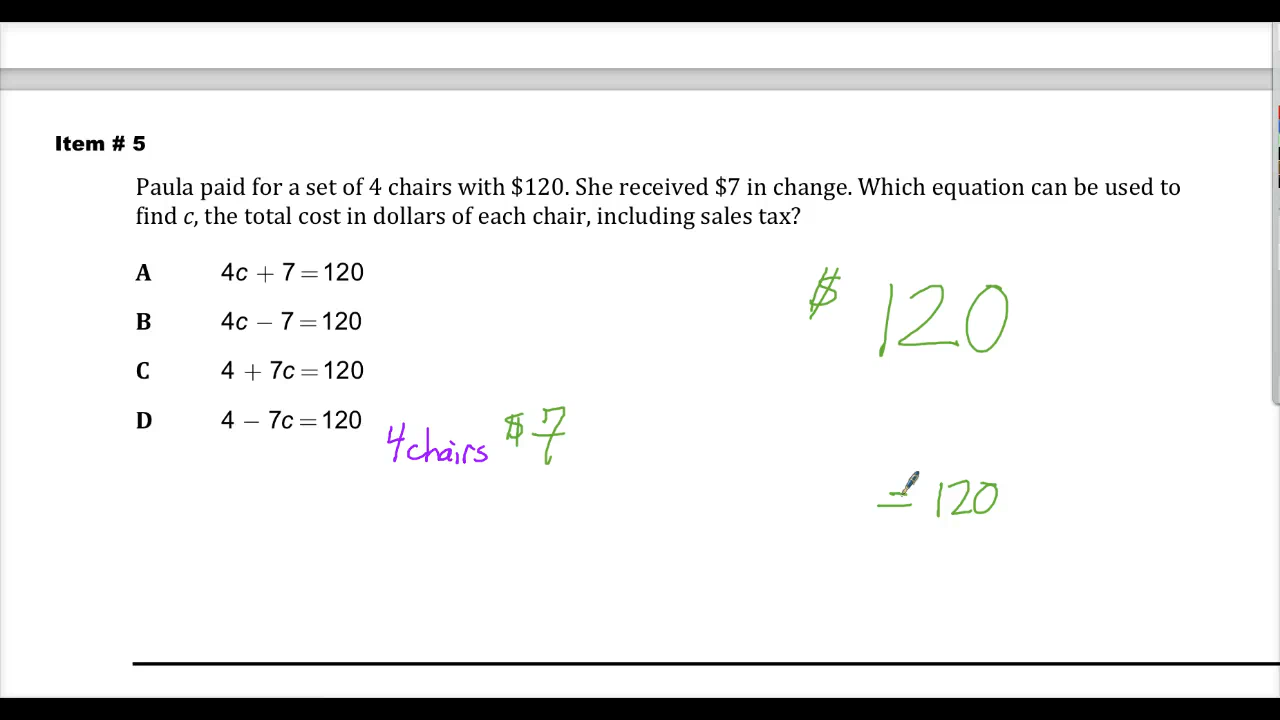 Item # 5
Paula paid for a set of 4 chairs with $120. She received $7 in change. Which equation can be used to
find c, the total cost in dollars of each chair, including sales tax?
A 4c + 7 = 120
B 4c − 7 = 120
C 4 + 7c = 120
D 4 − 7c = 120
$ 120
4 chairs $7
= 120